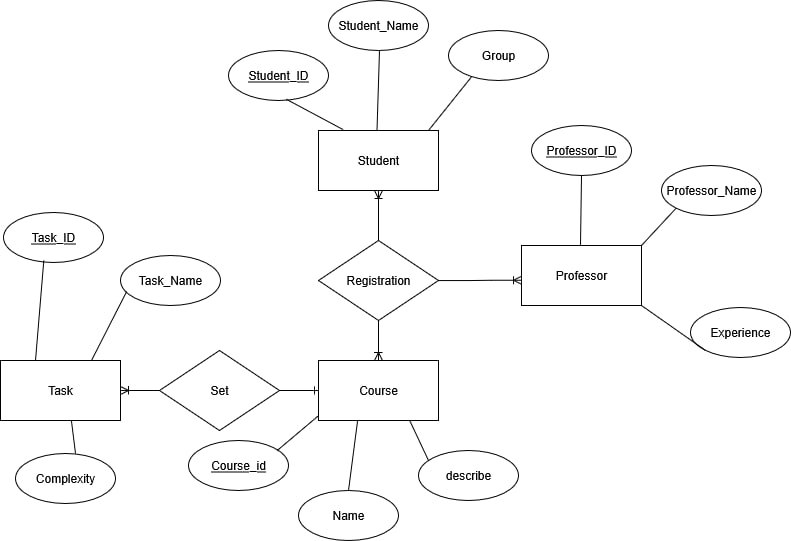 Student_Name
Group
Student_ID
Student
Professor_ID
Professor_Name
Task_ID
Task_Name
Registration
Professor
Experience
Task
Set
Course
Course_id
Complexity
describe
Name